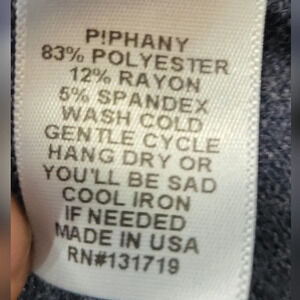 P!PHANY
83% POLYESTER
12% RAYON
5% SPANDEX
WASH COLD
GENTLE CYCLE
HANG DRY OR
YOU'LL BE SAD
COOL IRON
IF NEEDED
MADE IN USA
RN#131719